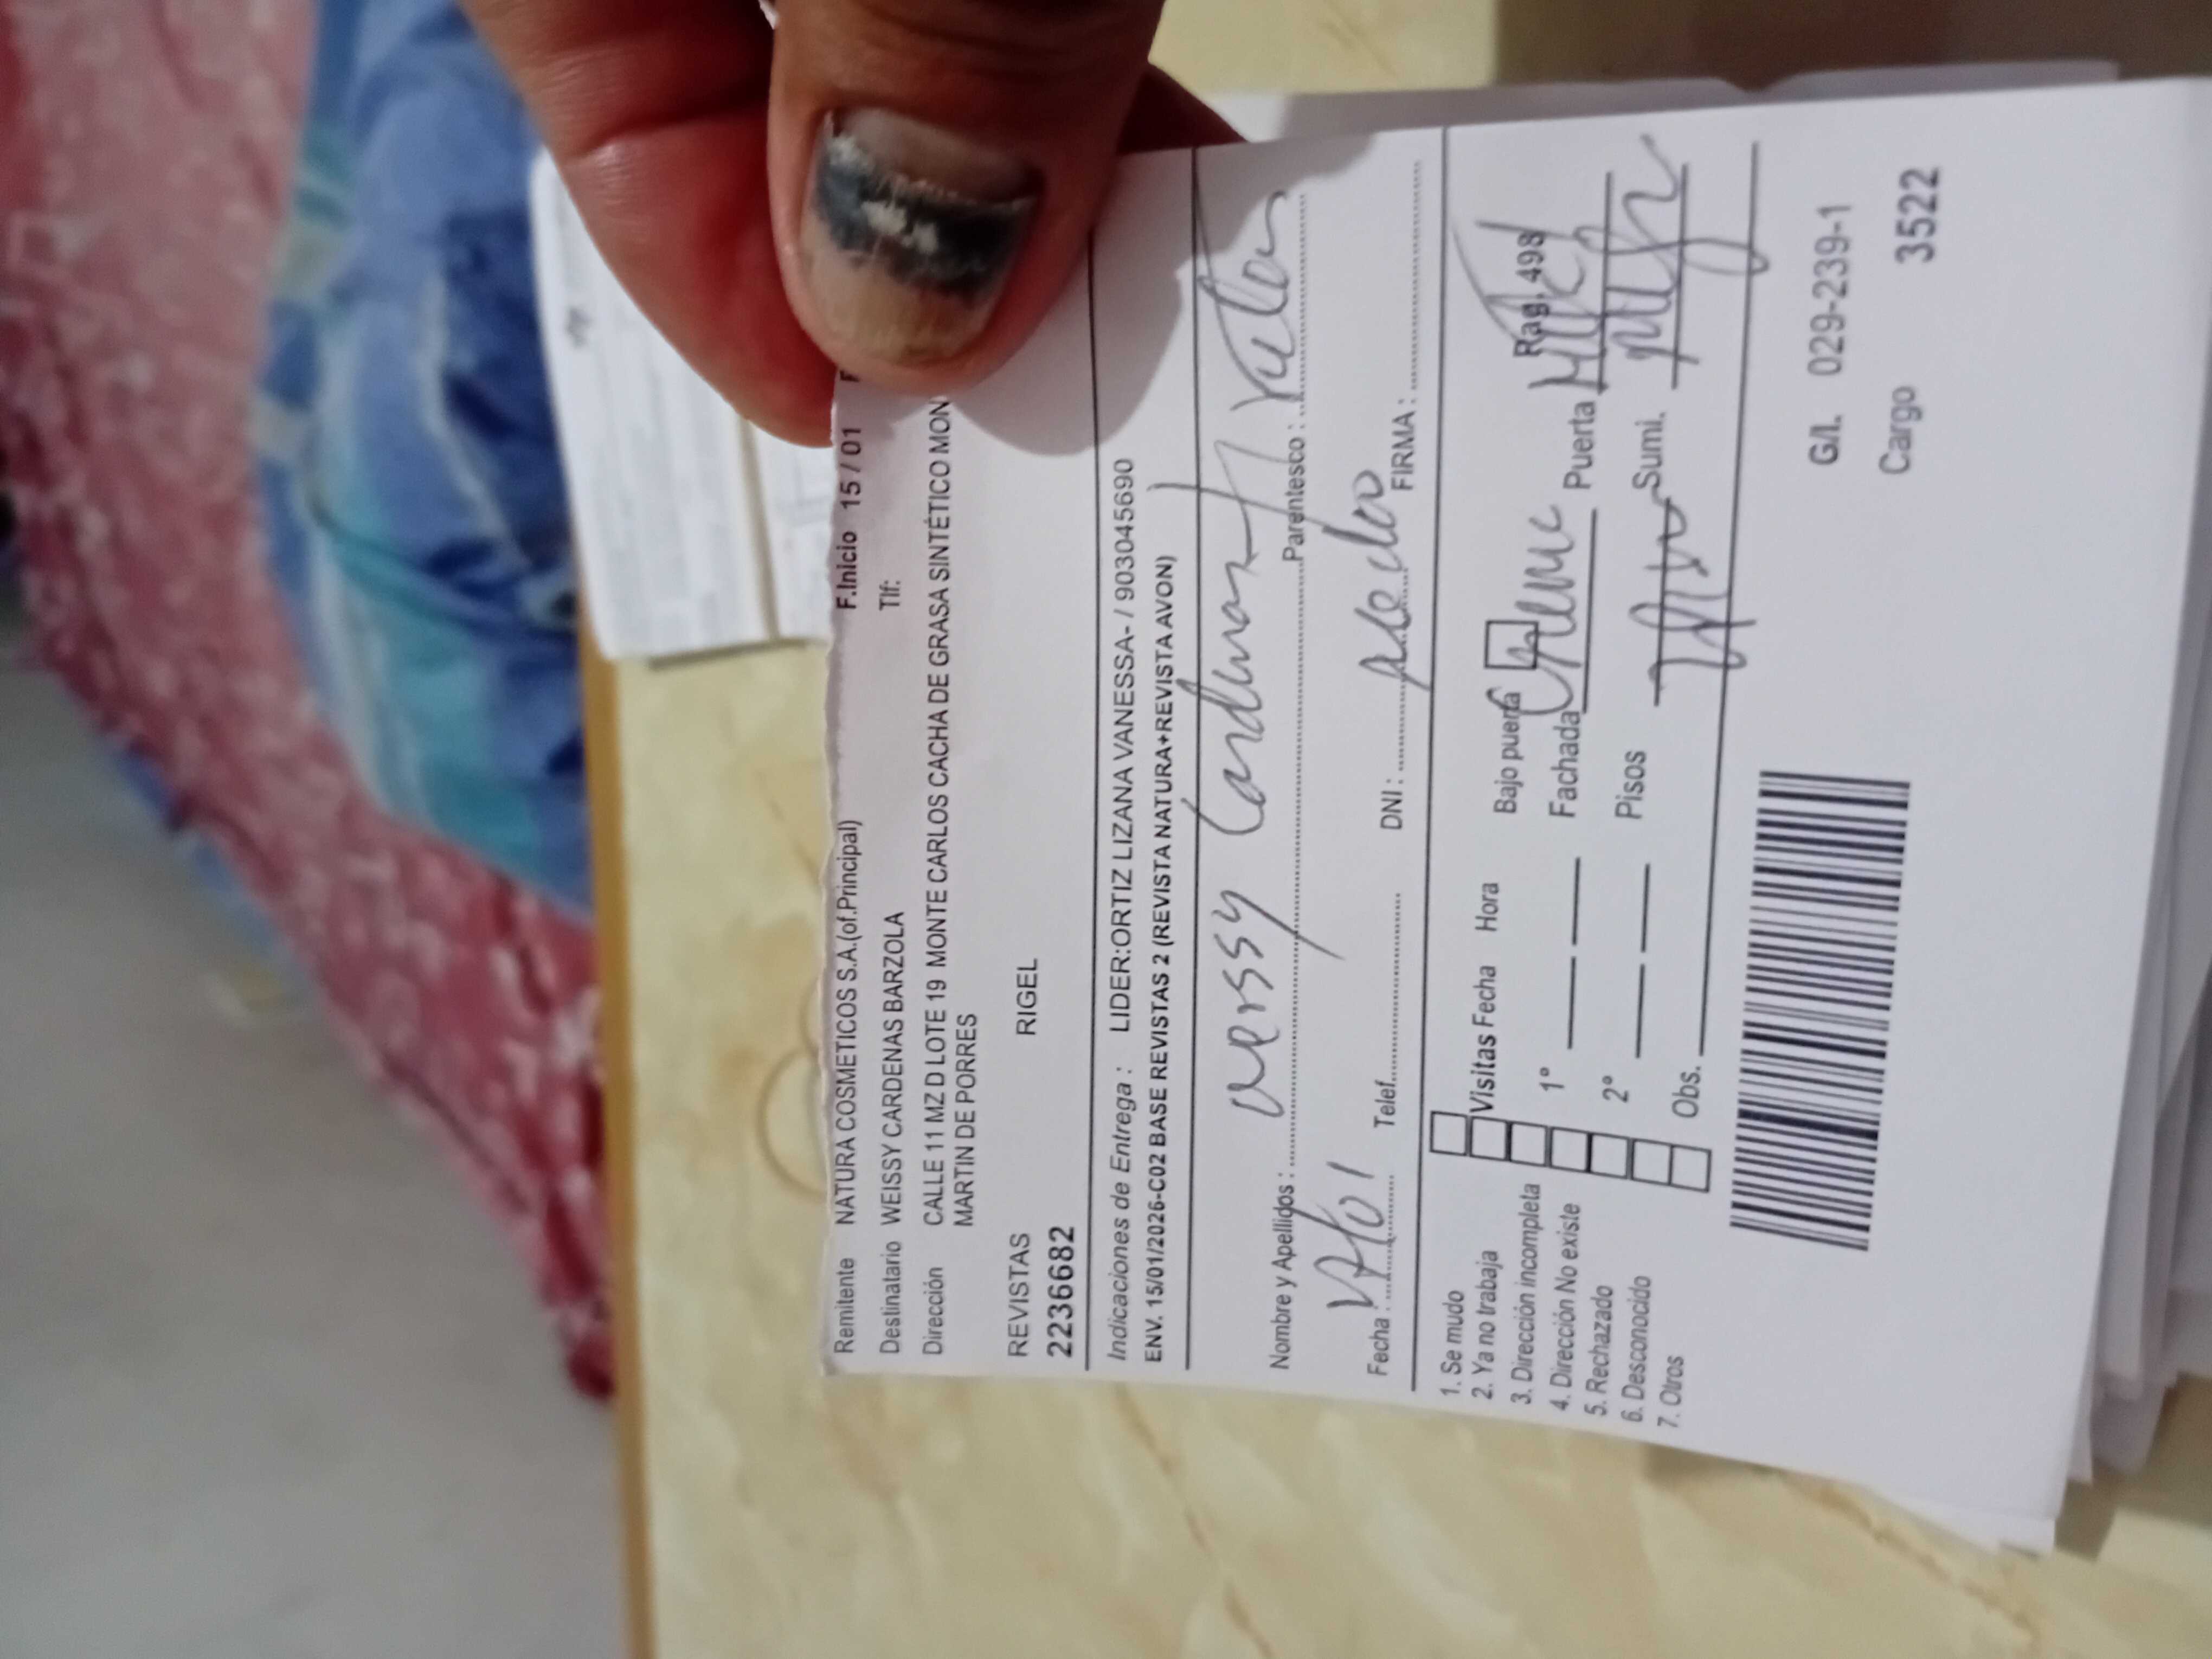 Remitente NATURA COSMETICOS S.A.(of.Principal) F.Inicio 15 / 01
Destinatario WEISSY CARDENAS BARZOLA Tlf:
Dirección CALLE 11 MZ D LOTE 19 MONTE CARLOS CACHA DE GRASA SINTÉTICO MON
MARTIN DE PORRES
REVISTAS RIGEL
2236682
Indicaciones de Entrega : LIDER:ORTIZ LIZANA VANESSA- / 903045690
ENV. 15/01/2026-C02 BASE REVISTAS 2 (REVISTA NATURA+REVISTA AVON)
Nombre y Apellidos : Parentesco :
Fecha : Telef. DNI : FIRMA :
1. Se mudo
2. Ya no trabaja
3. Dirección incompleta
4. Dirección No existe
5. Rechazado
6. Desconocido
7. Otros
Visitas Fecha Hora Bajo puerta Rag. 498
1° Fachada Puerta
2° Pisos Sumi.
Obs.
G/I. 029-239-1
Cargo 3522